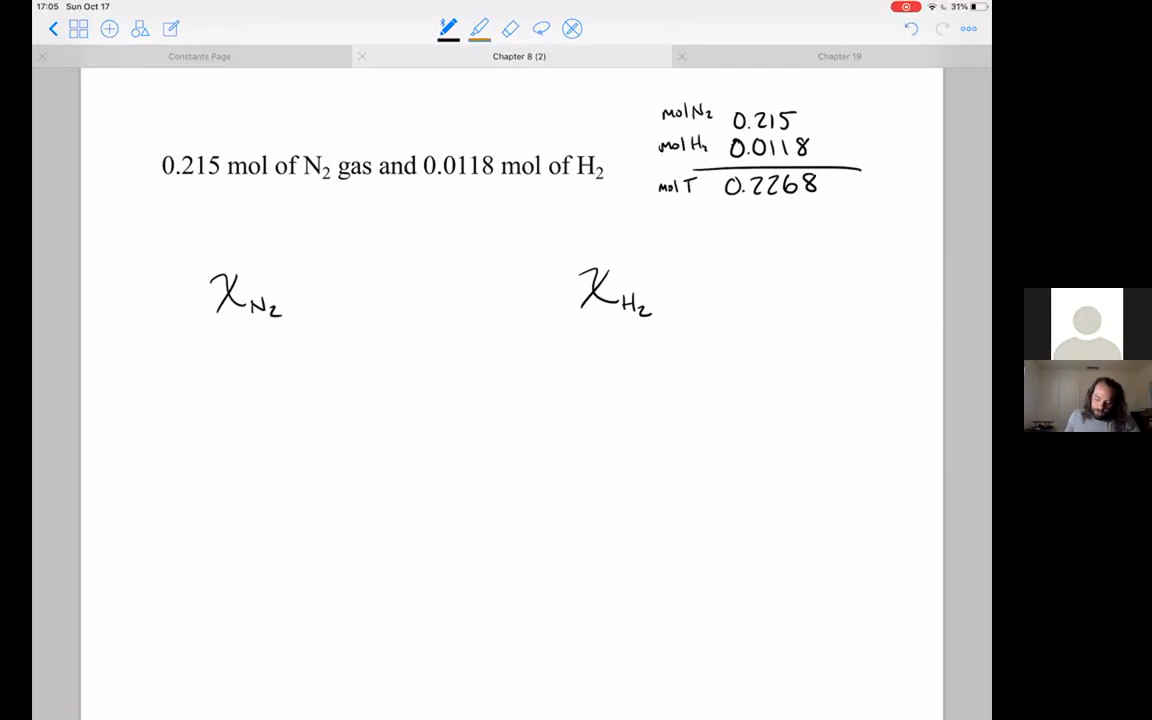 17:05 Sun Oct 17
31%
Constants Page
Chapter 8 (2)
Chapter 19
mol N2 0.215
mol H2 0.0118
mol T 0.2268
0.215 mol of N2 gas and 0.0118 mol of H2
χN2
χH2